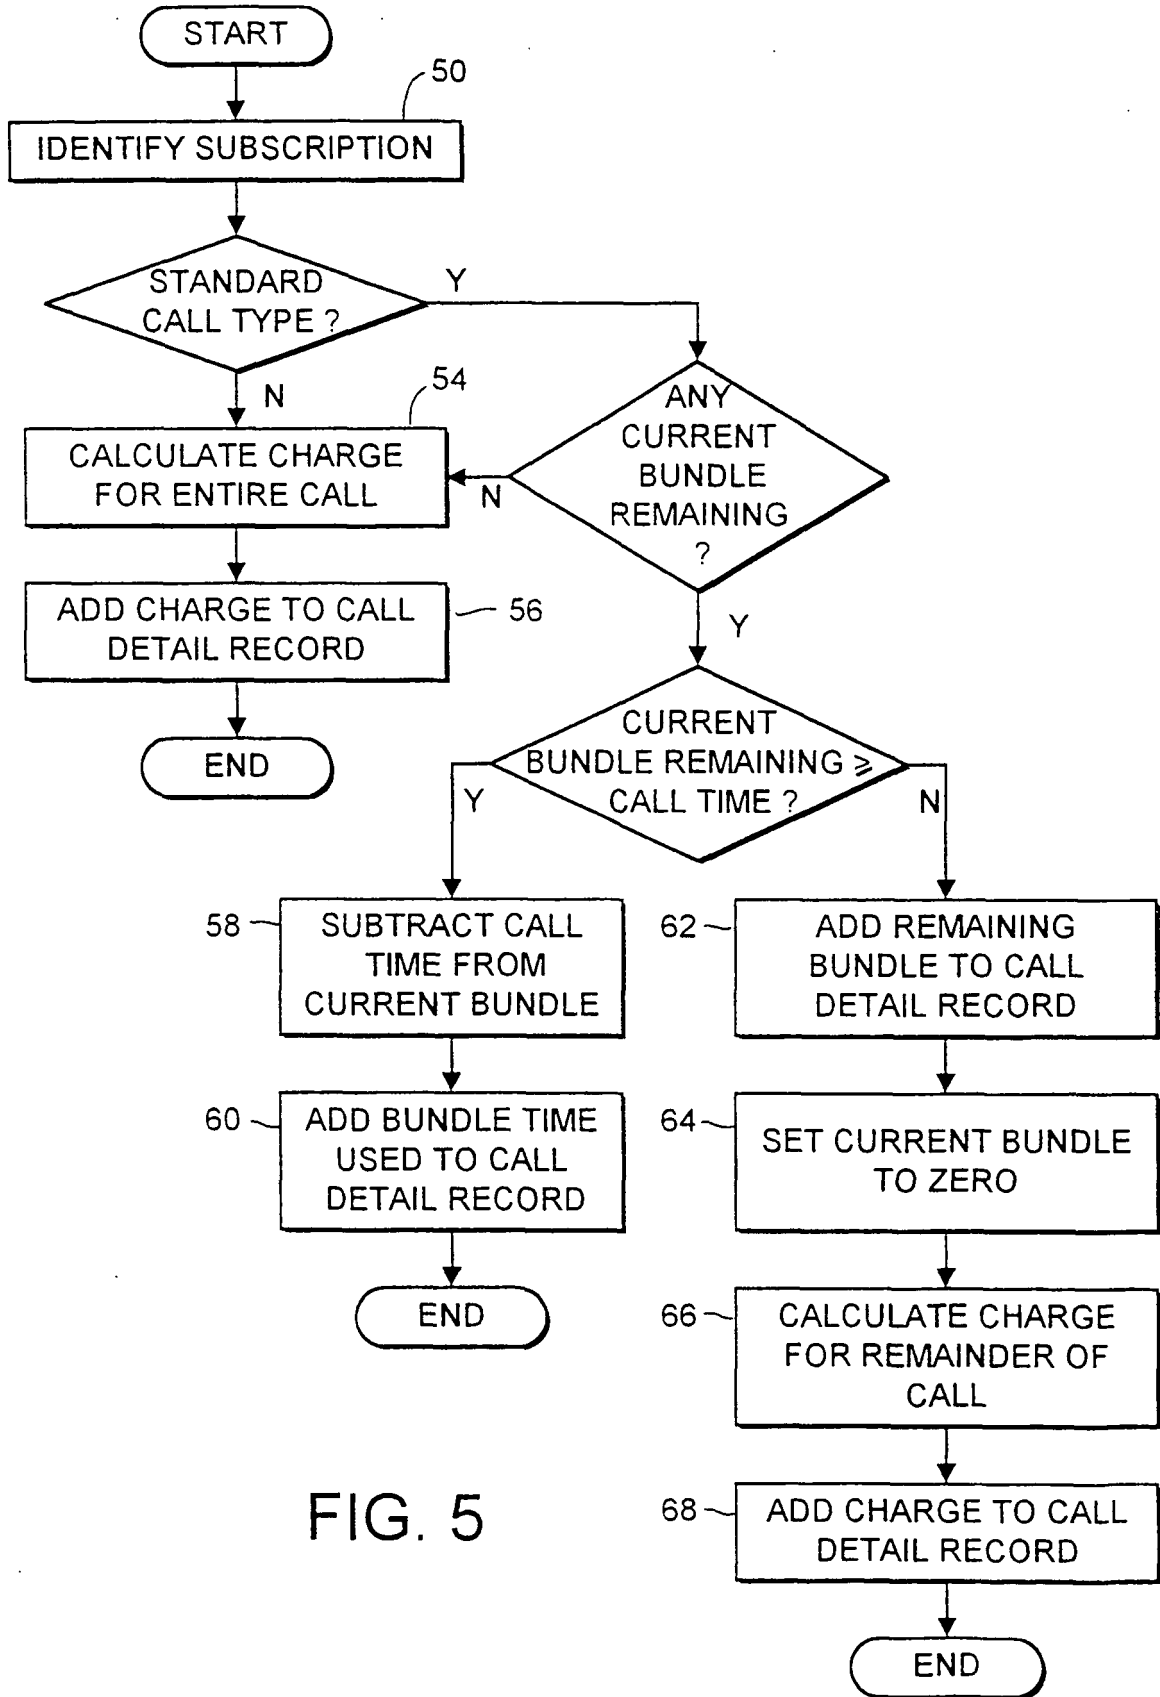 START
50
IDENTIFY SUBSCRIPTION
STANDARD
CALL TYPE ?
Y
N
54
CALCULATE CHARGE
FOR ENTIRE CALL
ANY
CURRENT
BUNDLE
REMAINING
?
N
Y
ADD CHARGE TO CALL
DETAIL RECORD
56
END
CURRENT
BUNDLE REMAINING ≥
CALL TIME ?
Y
N
58
SUBTRACT CALL
TIME FROM
CURRENT BUNDLE
60
ADD BUNDLE TIME
USED TO CALL
DETAIL RECORD
END
62
ADD REMAINING
BUNDLE TO CALL
DETAIL RECORD
64
SET CURRENT BUNDLE
TO ZERO
66
CALCULATE CHARGE
FOR REMAINDER OF
CALL
68
ADD CHARGE TO CALL
DETAIL RECORD
END
FIG. 5